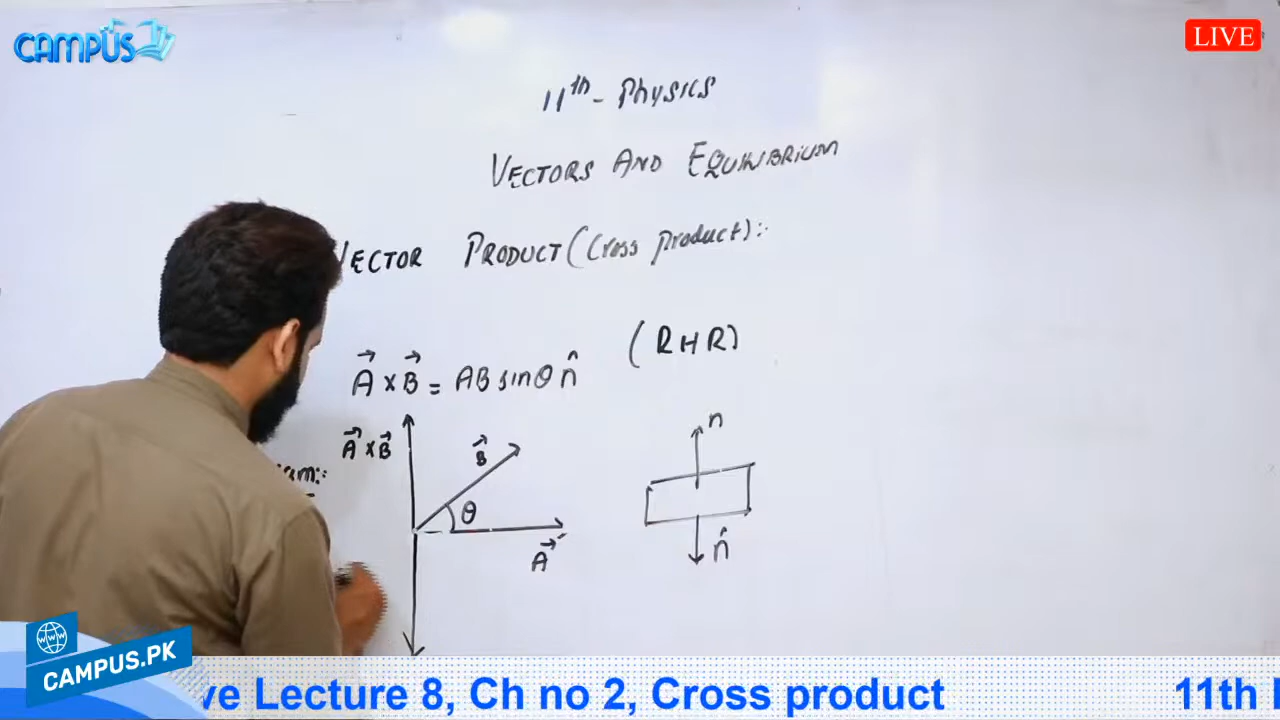 CAMPUS
LIVE
11th - Physics
VECTORS AND EQUILIBRIUM
VECTOR PRODUCT (Cross Product):-
A⃗ × B⃗ = AB sinθ n̂
(RHR)
A⃗ × B⃗
B⃗
θ
A⃗
n
n̂
CAMPUS.PK
ve Lecture 8, Ch no 2, Cross product
11th